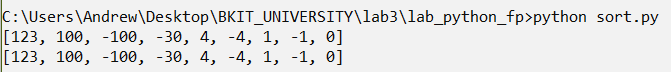 C:\Users\Andrew\Desktop\BKIT_UNIVERSITY\lab3\lab_python_fp>python sort.py
[123, 100, -100, -30, 4, -4, 1, -1, 0]
[123, 100, -100, -30, 4, -4, 1, -1, 0]